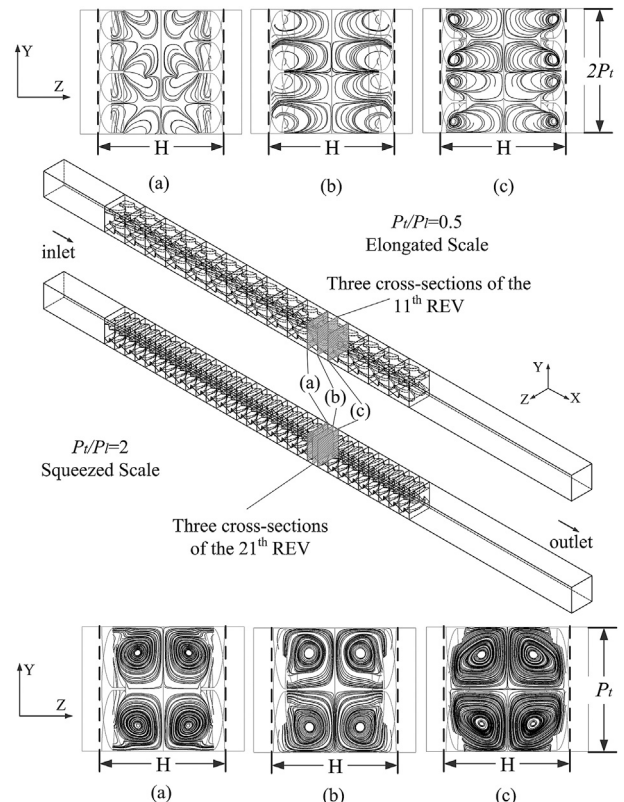 Y
Z
H
H
H
2Pt
(a)
(b)
(c)
Pt/Pl=0.5
Elongated Scale
inlet
Three cross-sections of the
11th REV
(a)
(b)
(c)
Y
Z
X
Pt/Pl=2
Squeezed Scale
Three cross-sections
of the 21th REV
outlet
Y
Z
H
H
H
Pt
(a)
(b)
(c)